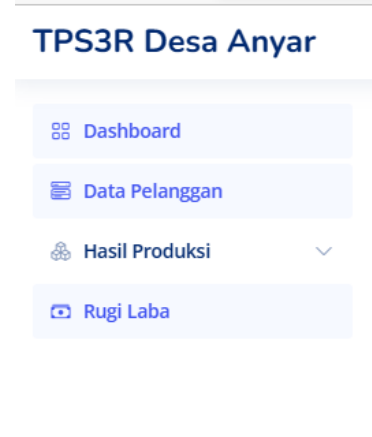 TPS3R Desa Anyar
Dashboard
Data Pelanggan
Hasil Produksi
Rugi Laba